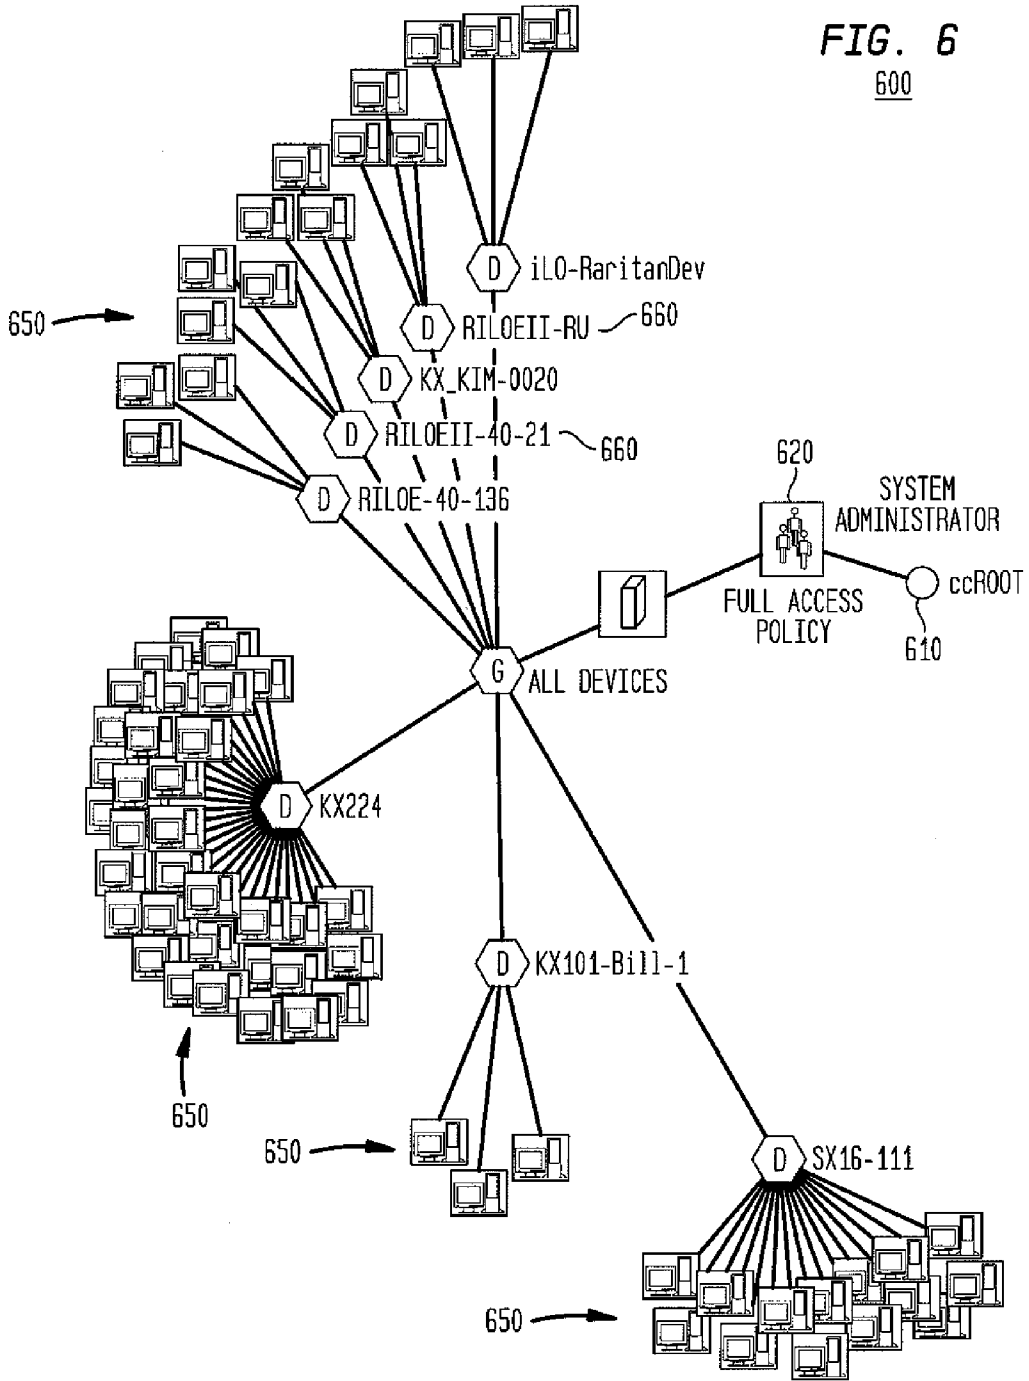 FIG. 6
600
D iLO-RaritanDev
650
D RILOEII-RU 660
D KX_KIM-0020
D RILOEII-40-21 660
D RILOE-40-136
620
SYSTEM
ADMINISTRATOR
ccROOT
FULL ACCESS
POLICY
610
G ALL DEVICES
D KX224
D KX101-Bill-1
650
650
D SX16-111
650